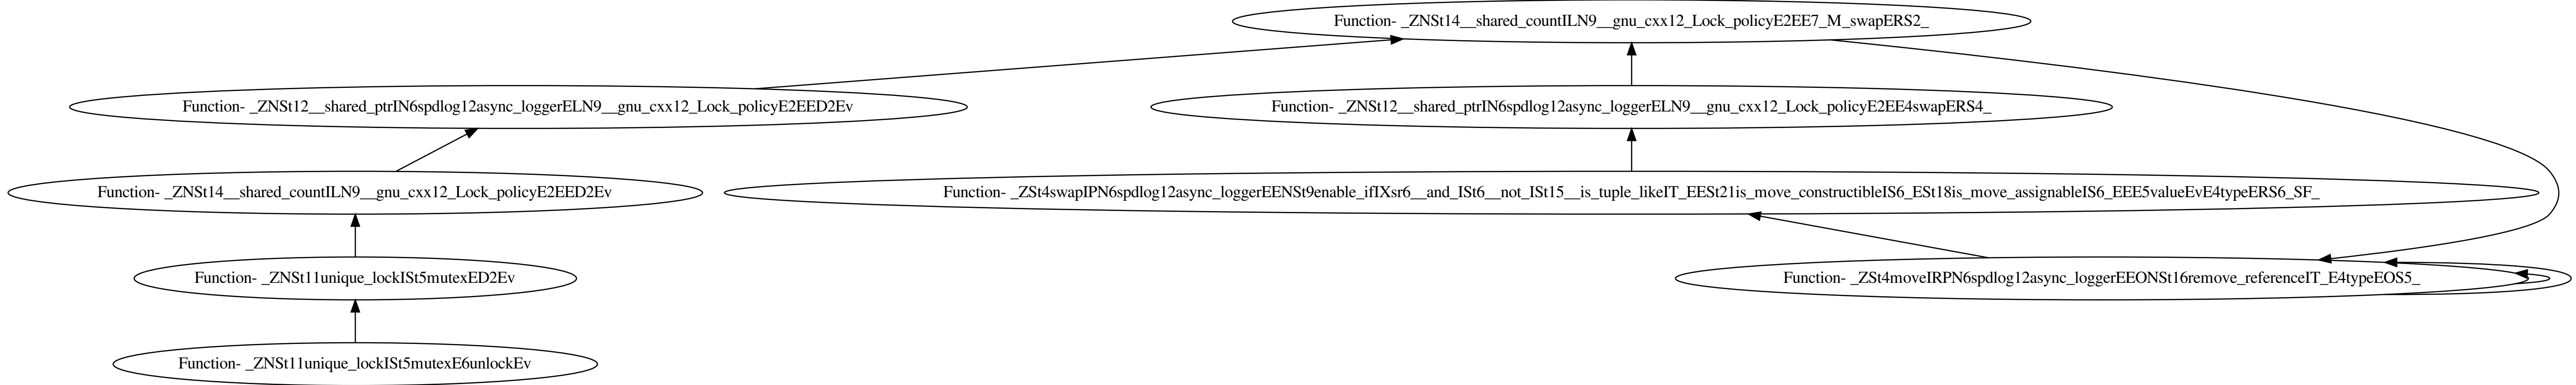 Function- _ZNSt14__shared_countILN9__gnu_cxx12_Lock_policyE2EE7_M_swapERS2_
Function- _ZNSt12__shared_ptrIN6spdlog12async_loggerELN9__gnu_cxx12_Lock_policyE2EED2Ev
Function- _ZNSt12__shared_ptrIN6spdlog12async_loggerELN9__gnu_cxx12_Lock_policyE2EE4swapERS4_
Function- _ZNSt14__shared_countILN9__gnu_cxx12_Lock_policyE2EED2Ev
Function- _ZSt4swapIPN6spdlog12async_loggerEENSt9enable_ifIXsr6__and_ISt6__not_ISt15__is_tuple_likeIT_EESt21is_move_constructibleIS6_ESt18is_move_assignableIS6_EEE5valueEvE4typeERS6_SF_
Function- _ZNSt11unique_lockISt5mutexED2Ev
Function- _ZSt4moveIRPN6spdlog12async_loggerEEONSt16remove_referenceIT_E4typeEOS5_
Function- _ZNSt11unique_lockISt5mutexE6unlockEv